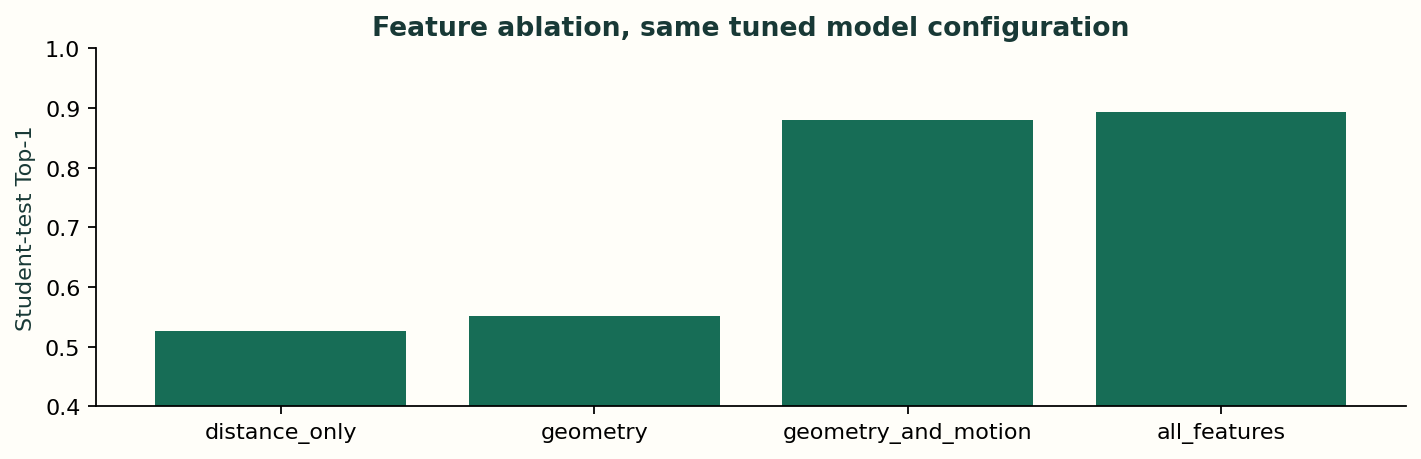 Feature ablation, same tuned model configuration
Student-test Top-1
1.0
0.9
0.8
0.7
0.6
0.5
0.4
distance_only geometry geometry_and_motion all_features